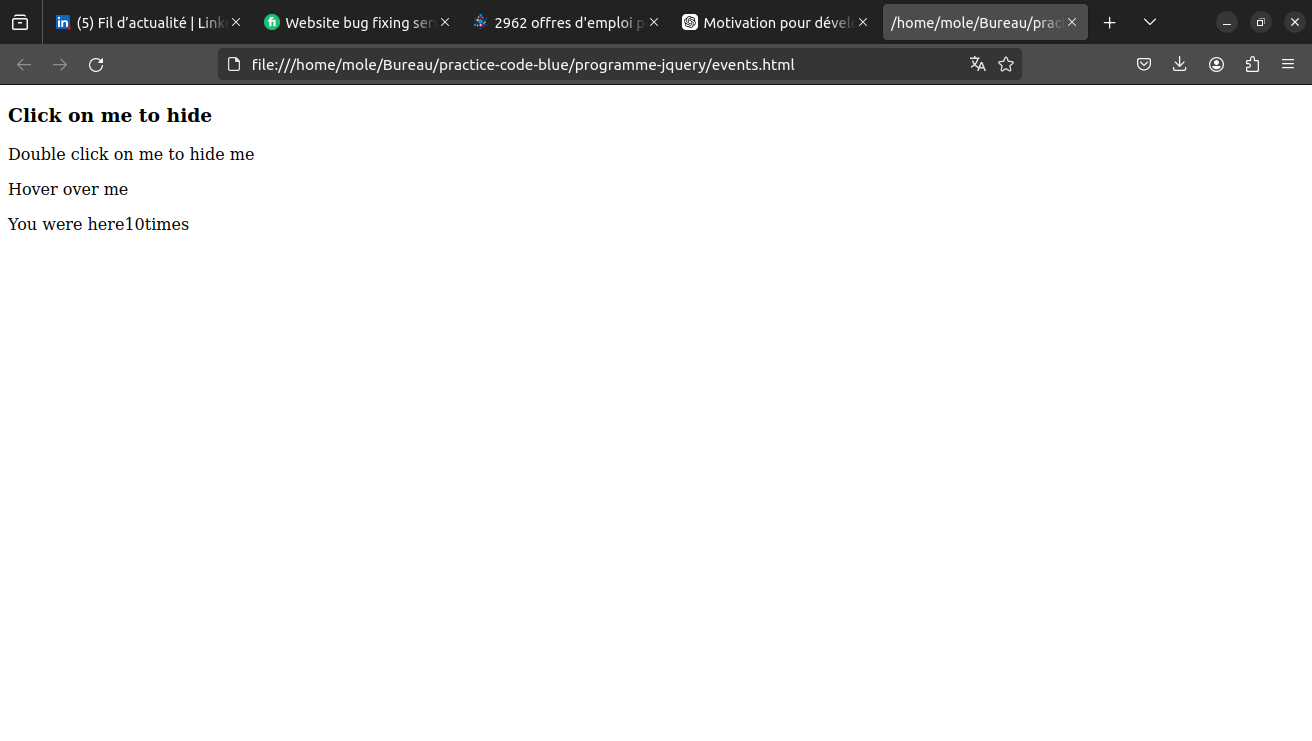 (5) Fil d’actualité | Link
Website bug fixing ser
2962 offres d'emploi p
Motivation pour déve
/home/mole/Bureau/prac
file:///home/mole/Bureau/practice-code-blue/programme-jquery/events.html
Click on me to hide
Double click on me to hide me
Hover over me
You were here10times